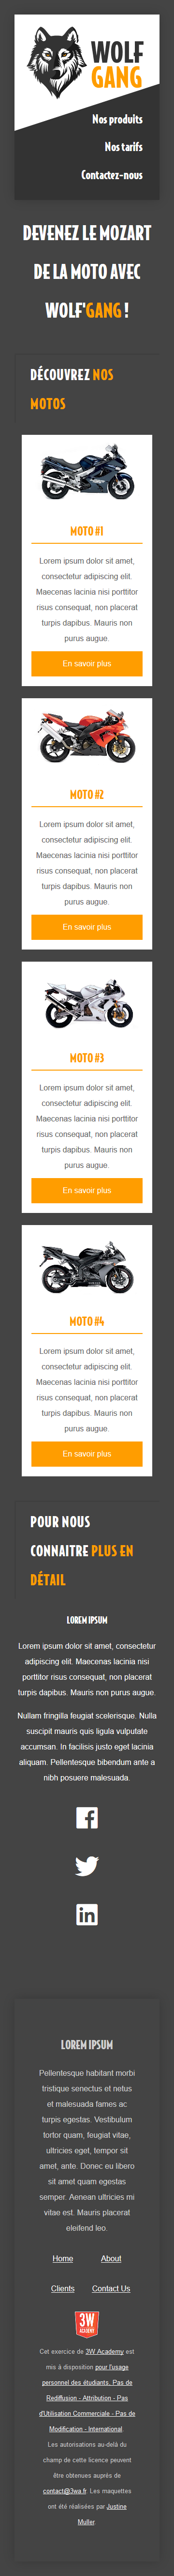 WOLF
GANG
Nos produits
Nos tarifs
Contactez-nous
DEVENEZ LE MOZART
DE LA MOTO AVEC
WOLF'GANG !
DÉCOUVREZ NOS
MOTOS
MOTO #1
Lorem ipsum dolor sit amet,
consectetur adipiscing elit.
Maecenas lacinia nisi porttitor
risus consequat, non placerat
turpis dapibus. Mauris non
purus augue.
En savoir plus
MOTO #2
Lorem ipsum dolor sit amet,
consectetur adipiscing elit.
Maecenas lacinia nisi porttitor
risus consequat, non placerat
turpis dapibus. Mauris non
purus augue.
En savoir plus
MOTO #3
Lorem ipsum dolor sit amet,
consectetur adipiscing elit.
Maecenas lacinia nisi porttitor
risus consequat, non placerat
turpis dapibus. Mauris non
purus augue.
En savoir plus
MOTO #4
Lorem ipsum dolor sit amet,
consectetur adipiscing elit.
Maecenas lacinia nisi porttitor
risus consequat, non placerat
turpis dapibus. Mauris non
purus augue.
En savoir plus
POUR NOUS
CONNAITRE PLUS EN
DÉTAIL
LOREM IPSUM
Lorem ipsum dolor sit amet, consectetur
adipiscing elit. Maecenas lacinia nisi
porttitor risus consequat, non placerat
turpis dapibus. Mauris non purus augue.
Nullam fringilla feugiat scelerisque. Nulla
suscipit mauris quis ligula vulputate
accumsan. In facilisis justo eget lacinia
aliquam. Pellentesque bibendum ante a
nibh posuere malesuada.
LOREM IPSUM
Pellentesque habitant morbi
tristique senectus et netus
et malesuada fames ac
turpis egestas. Vestibulum
tortor quam, feugiat vitae,
ultricies eget, tempor sit
amet, ante. Donec eu libero
sit amet quam egestas
semper. Aenean ultricies mi
vitae est. Mauris placerat
eleifend leo.
Home About
Clients Contact Us
3W
ACADEMY
Cet exercice de 3W Academy est
mis à disposition pour l'usage
personnel des étudiants. Pas de
Rediffusion - Attribution - Pas
d'Utilisation Commerciale - Pas de
Modification - International.
Les autorisations au-delà du
champ de cette licence peuvent
être obtenues auprès de
contact@3wa.fr. Les maquettes
ont été réalisées par Justine
Muller.